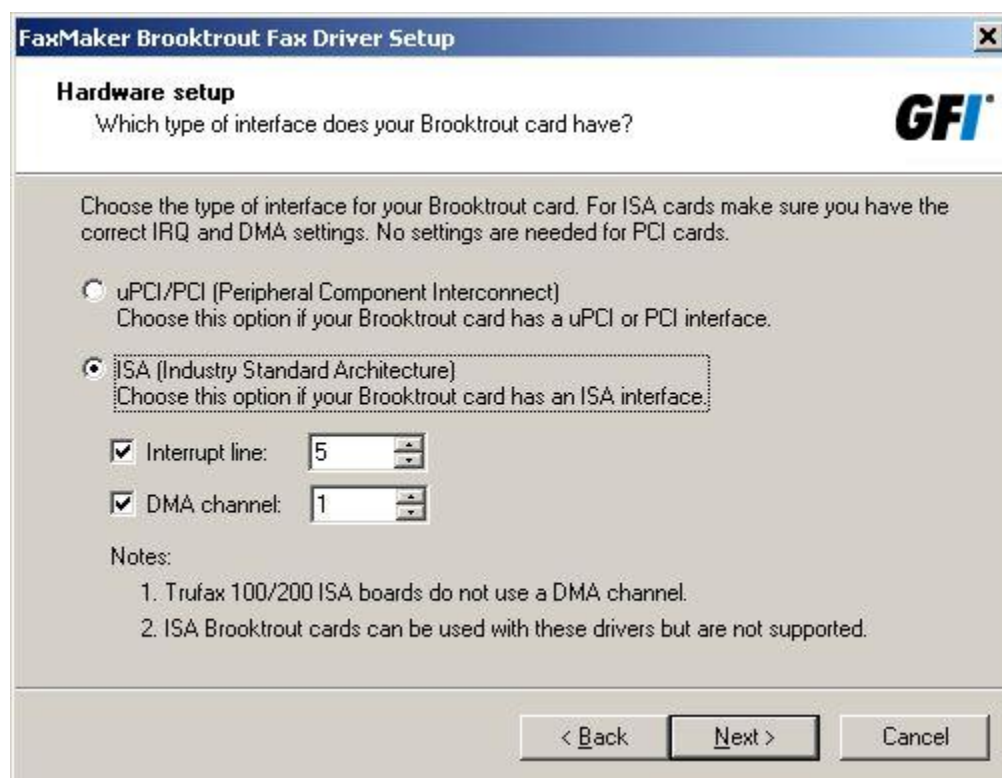 FaxMaker Brooktrout Fax Driver Setup
Hardware setup
Which type of interface does your Brooktrout card have?
GFI
Choose the type of interface for your Brooktrout card. For ISA cards make sure you have the
correct IRQ and DMA settings. No settings are needed for PCI cards.
uPCI/PCI (Peripheral Component Interconnect)
Choose this option if your Brooktrout card has a uPCI or PCI interface.
ISA (Industry Standard Architecture)
Choose this option if your Brooktrout card has an ISA interface.
Interrupt line: 5
DMA channel: 1
Notes:
1. Trufax 100/200 ISA boards do not use a DMA channel.
2. ISA Brooktrout cards can be used with these drivers but are not supported.
< Back Next > Cancel